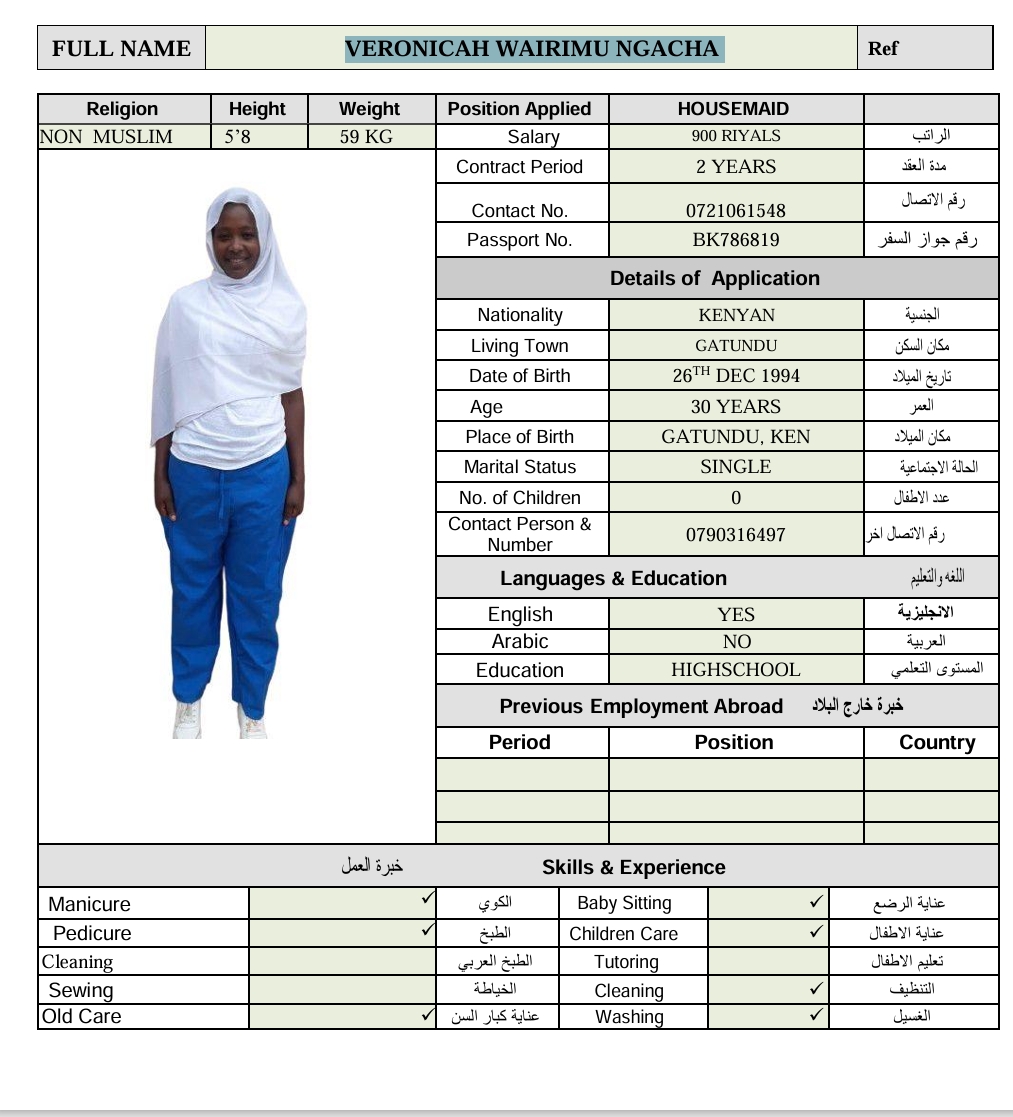 FULL NAME VERONICAH WAIRIMU NGACHA Ref
Religion Height Weight Position Applied HOUSEMAID
NON MUSLIM 5’8 59 KG Salary 900 RIYALS الراتب
Contract Period 2 YEARS مدة العقد
Contact No. 0721061548 رقم الاتصال
Passport No. BK786819 رقم جواز السفر
Details of Application
Nationality KENYAN الجنسية
Living Town GATUNDU مكان السكن
Date of Birth 26TH DEC 1994 تاريخ الميلاد
Age 30 YEARS العمر
Place of Birth GATUNDU, KEN مكان الميلاد
Marital Status SINGLE الحالة الاجتماعية
No. of Children 0 عدد الاطفال
Contact Person &
Number 0790316497 رقم الاتصال اخر
Languages & Education اللغه والتعليم
English YES الانجليزية
Arabic NO العربية
Education HIGHSCHOOL المستوى التعلمي
Previous Employment Abroad خبرة خارج البلاد
Period Position Country
خبرة العمل Skills & Experience
Manicure ✓ الكوي Baby Sitting ✓ عناية الرضع
Pedicure ✓ الطبخ Children Care ✓ عناية الاطفال
Cleaning الطبخ العربي Tutoring تعليم الاطفال
Sewing الخياطة Cleaning ✓ التنظيف
Old Care ✓ عناية كبار السن Washing ✓ الغسيل